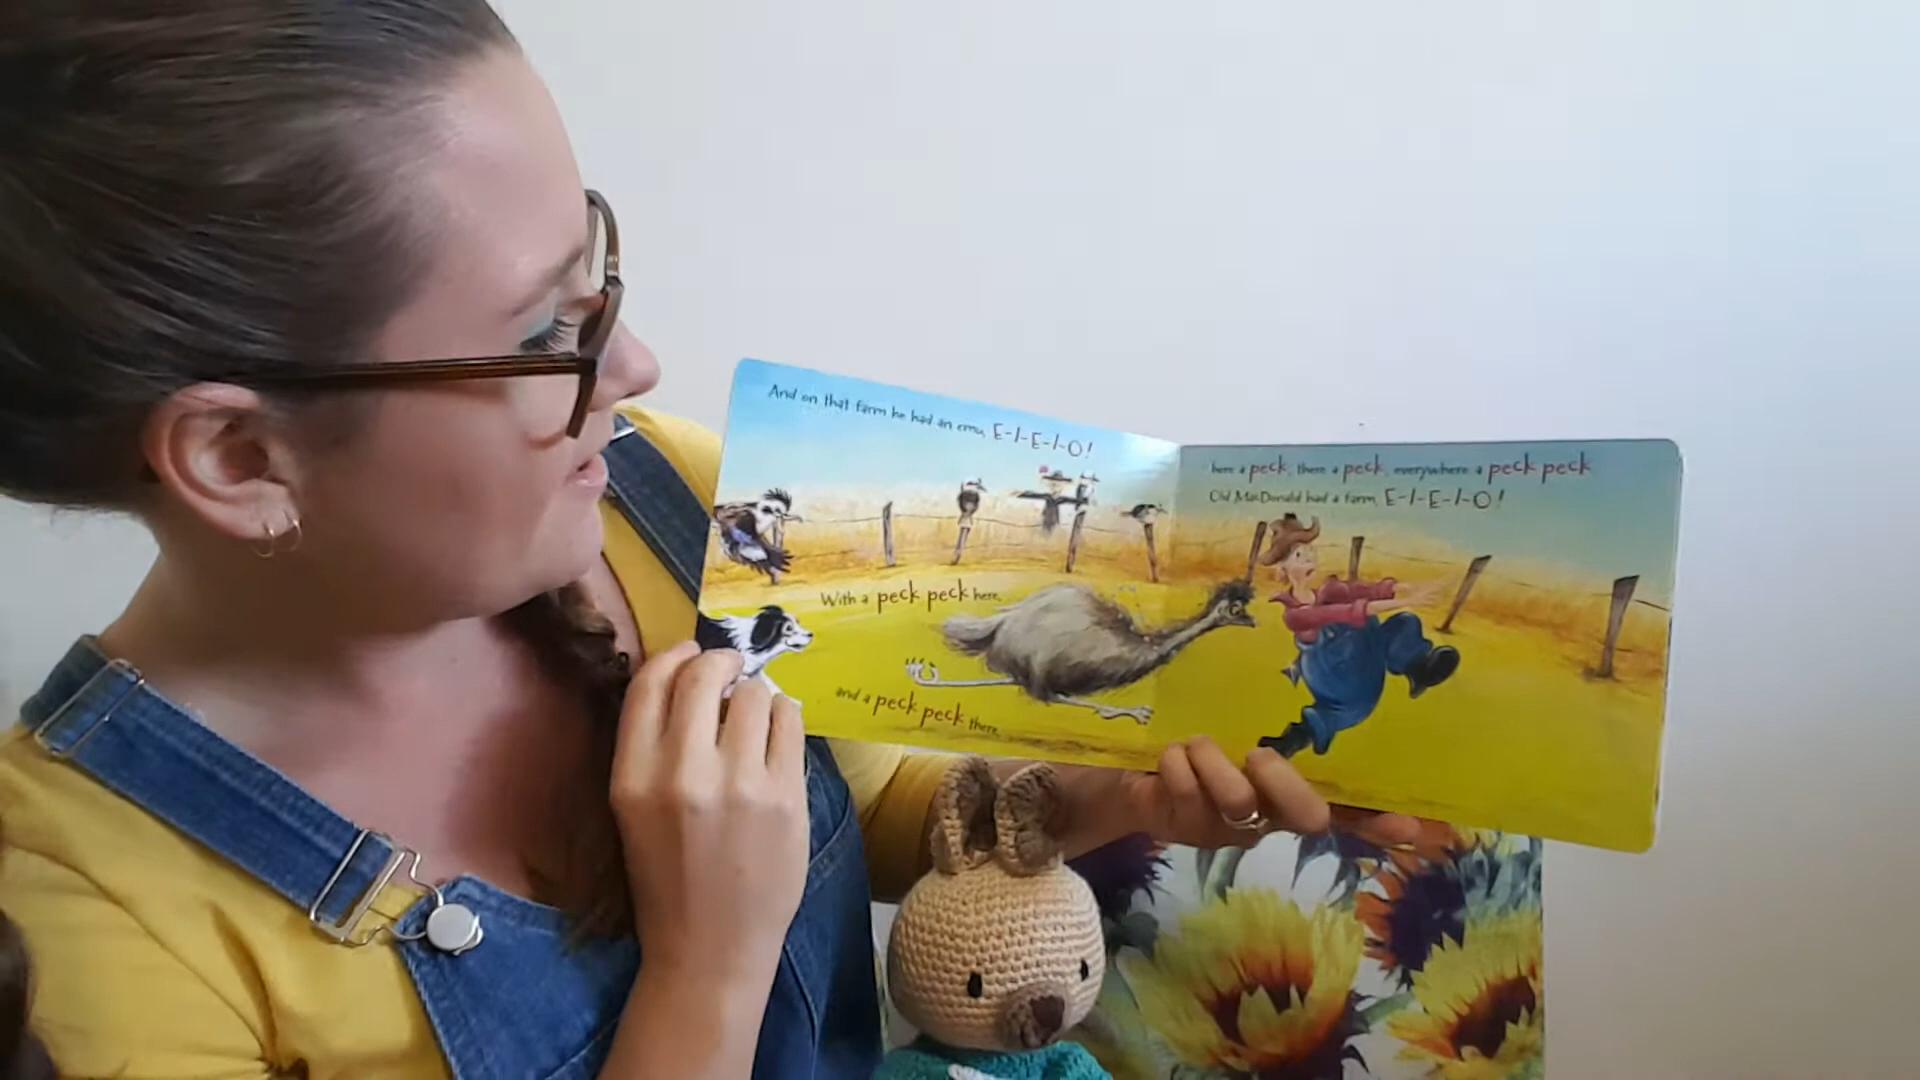 And on that farm he had an emu, E-I-E-I-O!
With a peck peck here,
and a peck peck there,
here a peck, there a peck, everywhere a peck peck
Old MacDonald had a farm, E-I-E-I-O!